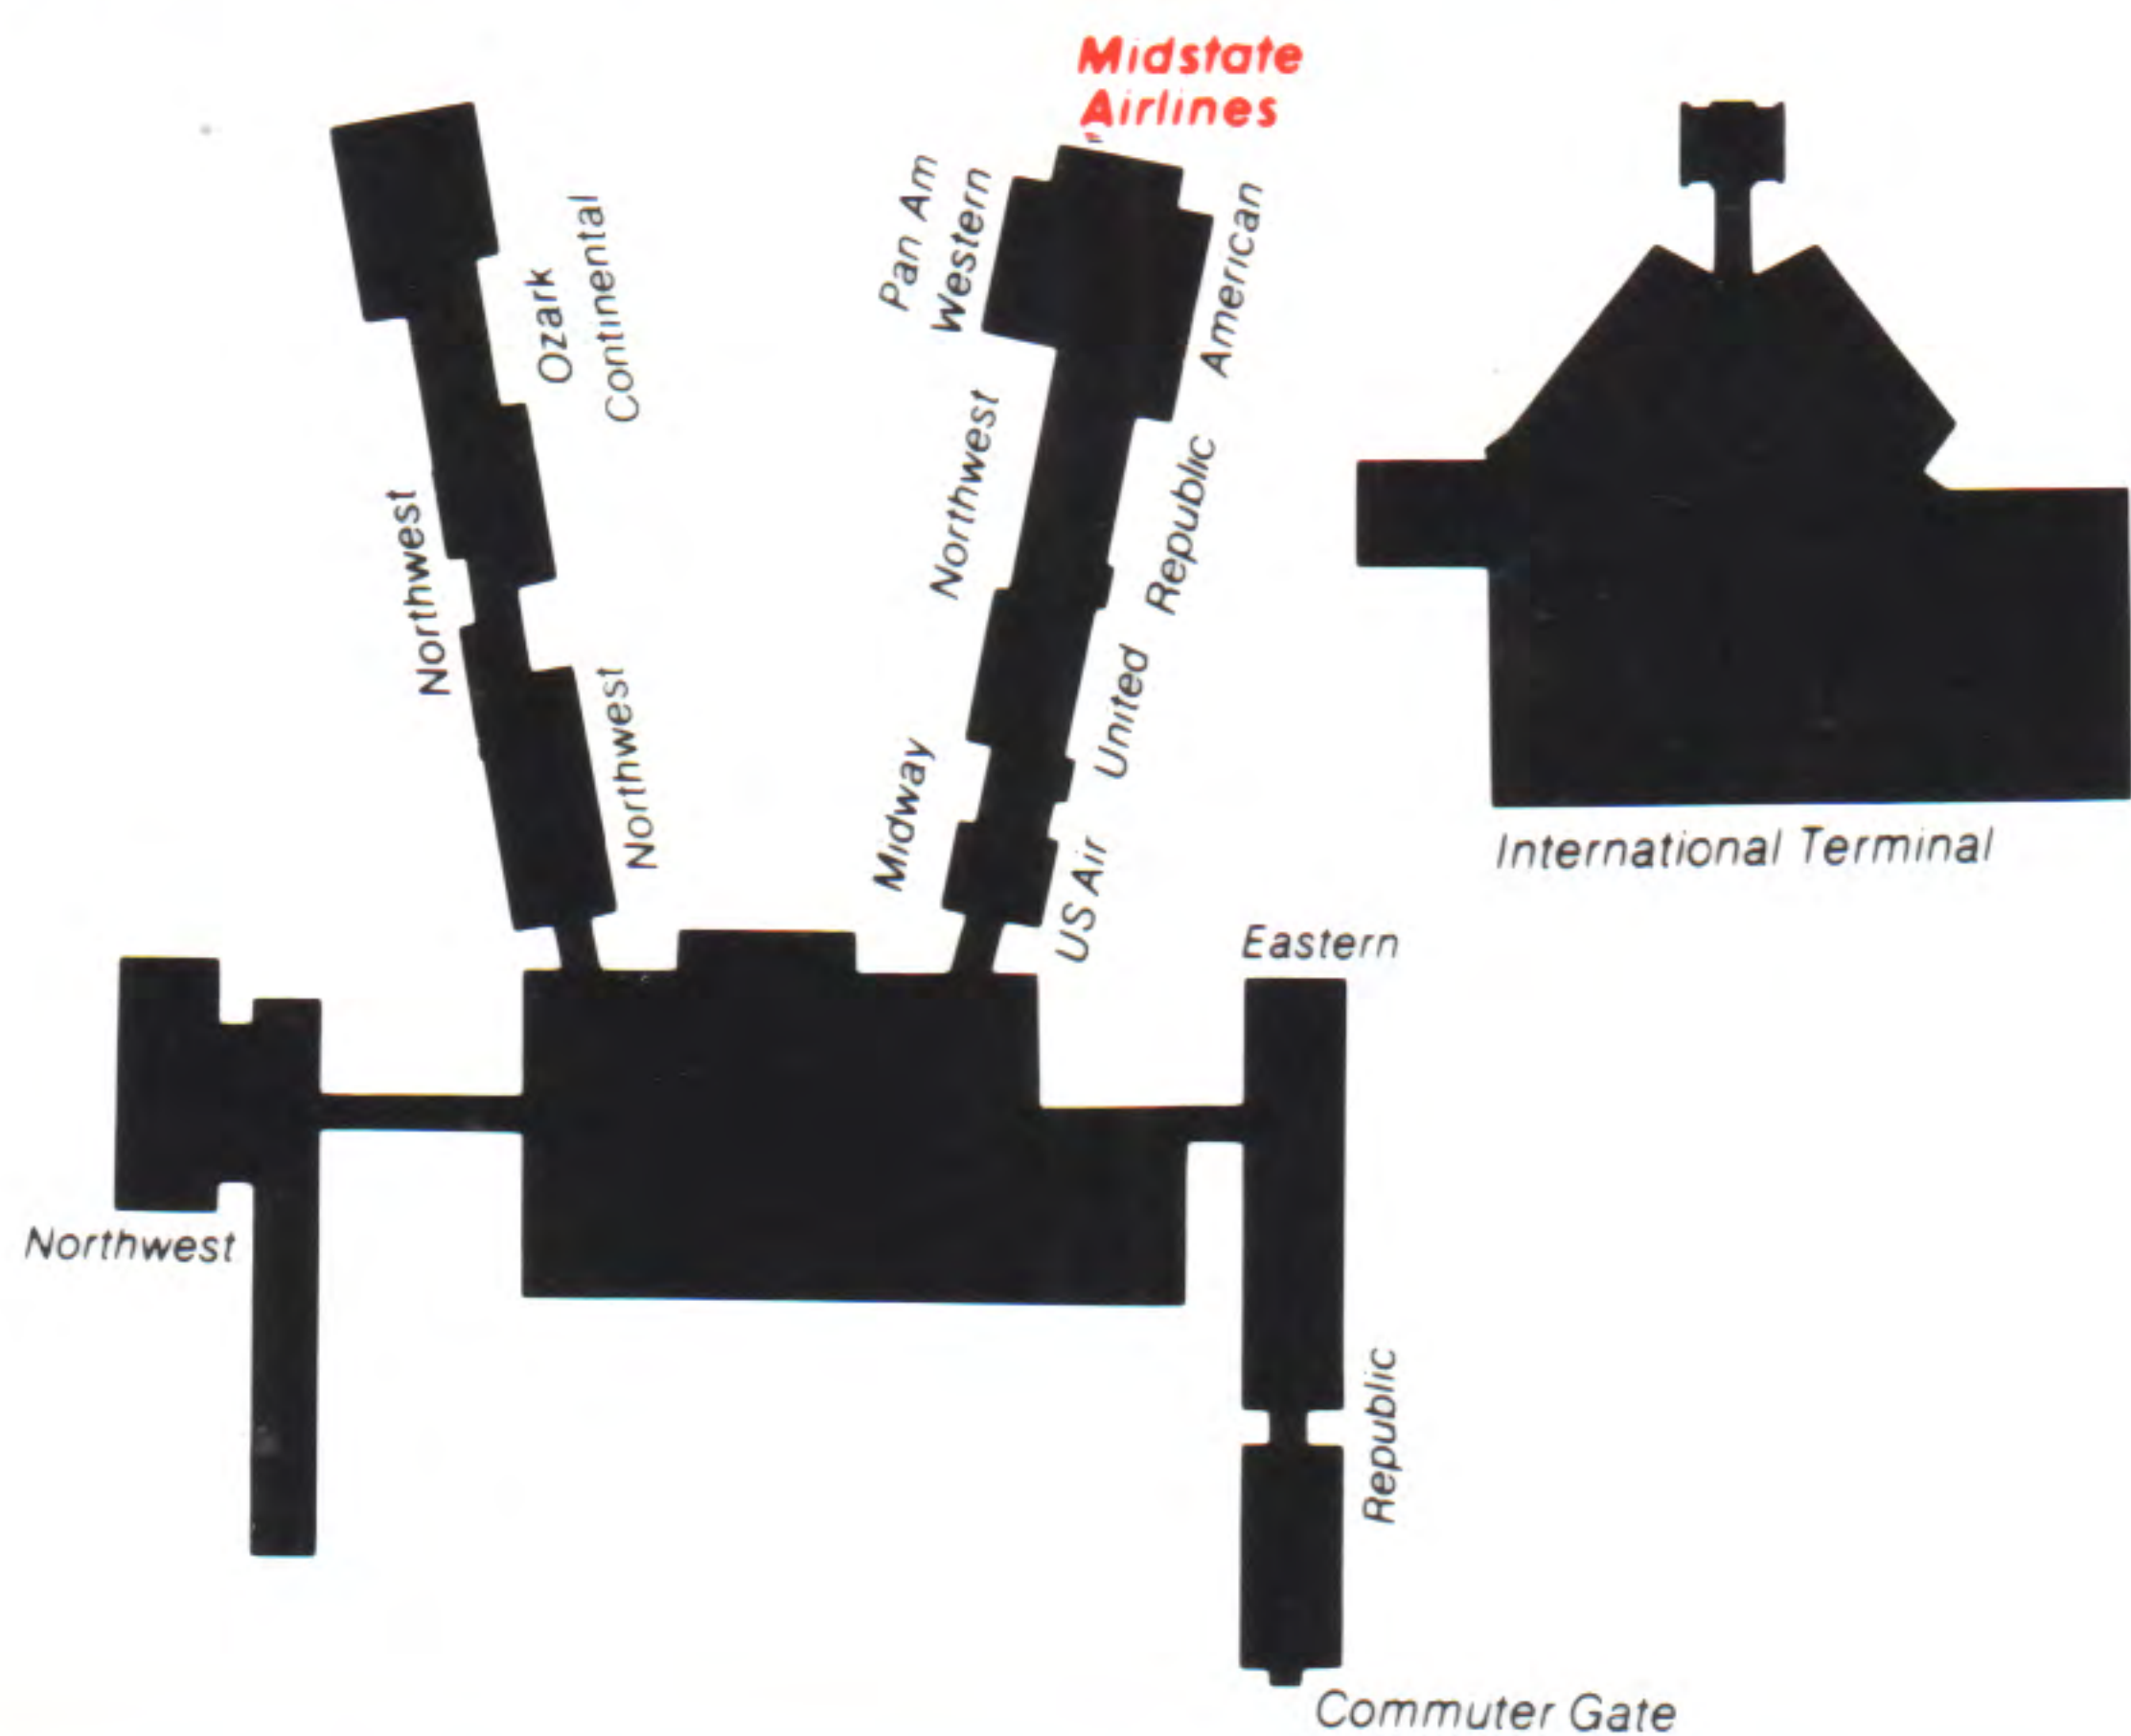 Midstate
Airlines
Pan Am
Western
American
Ozark
Continental
Northwest
Republic
Northwest
United
Northwest
Midway
US Air
International Terminal
Eastern
Northwest
Republic
Commuter Gate